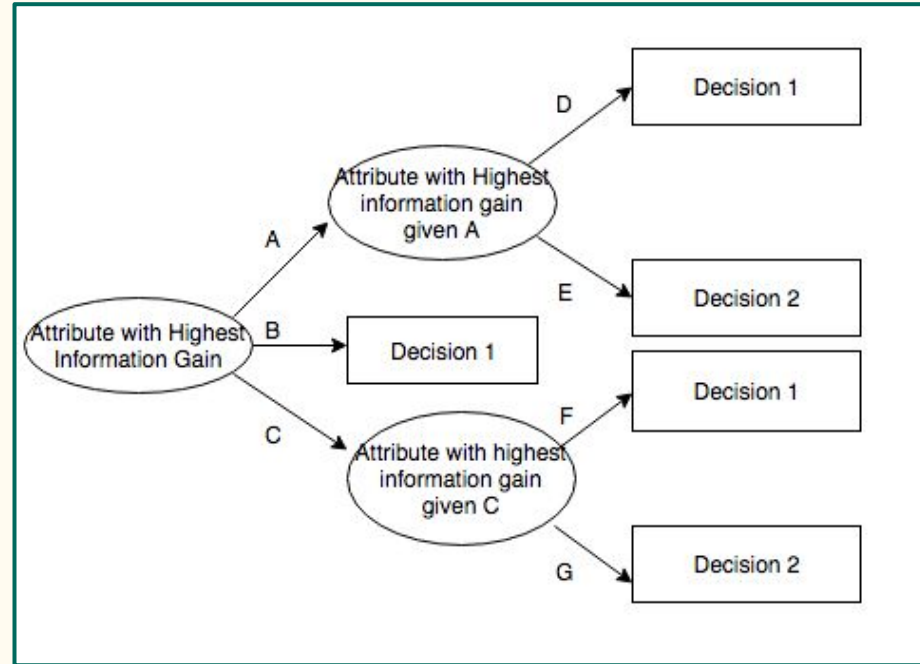 Decision 1
D
Attribute with Highest
information gain
given A
A
E
Decision 2
Attribute with Highest
Information Gain
B
Decision 1
Decision 1
C
F
Attribute with highest
information gain
given C
G
Decision 2